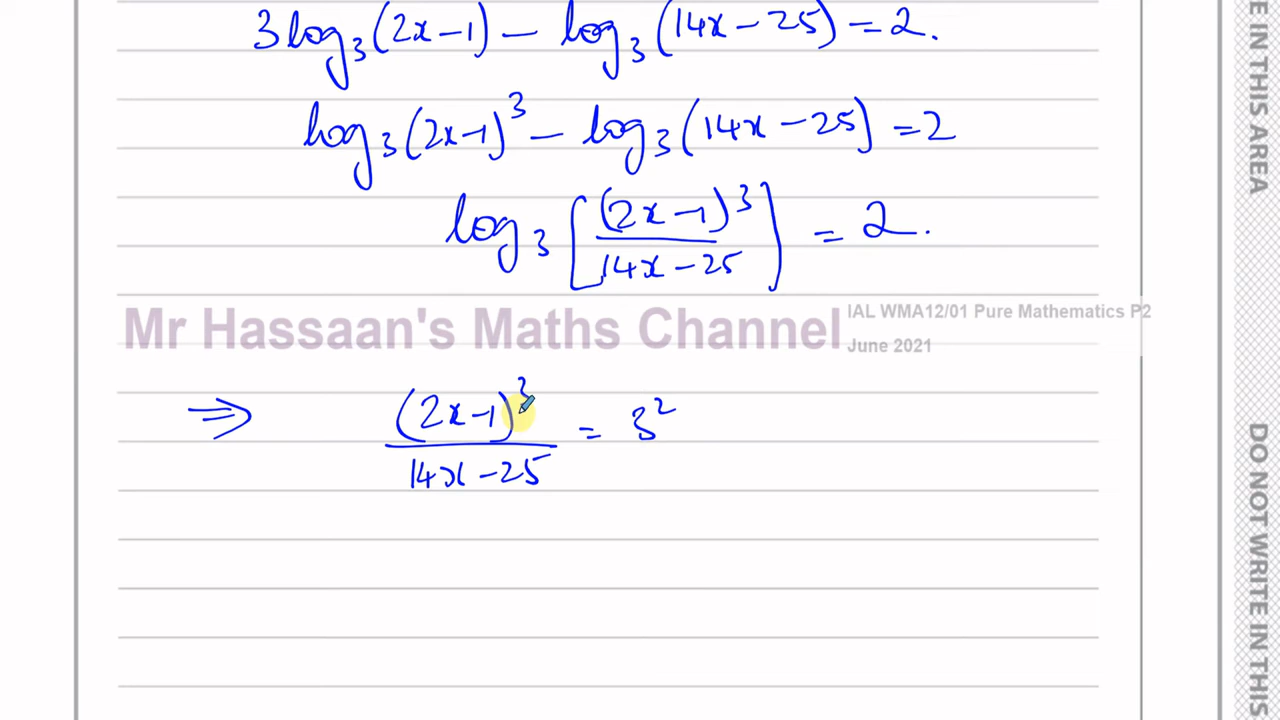 3log₃(2x-1) - log₃(14x-25) = 2.
log₃(2x-1)³ - log₃(14x-25) = 2
log₃[(2x-1)³/(14x-25)] = 2.
Mr Hassaan's Maths Channel
IAL WMA12/01 Pure Mathematics P2
June 2021
⇒ (2x-1)³/(14x-25) = 3²
E IN THIS AREA
DO NOT WRITE IN THIS